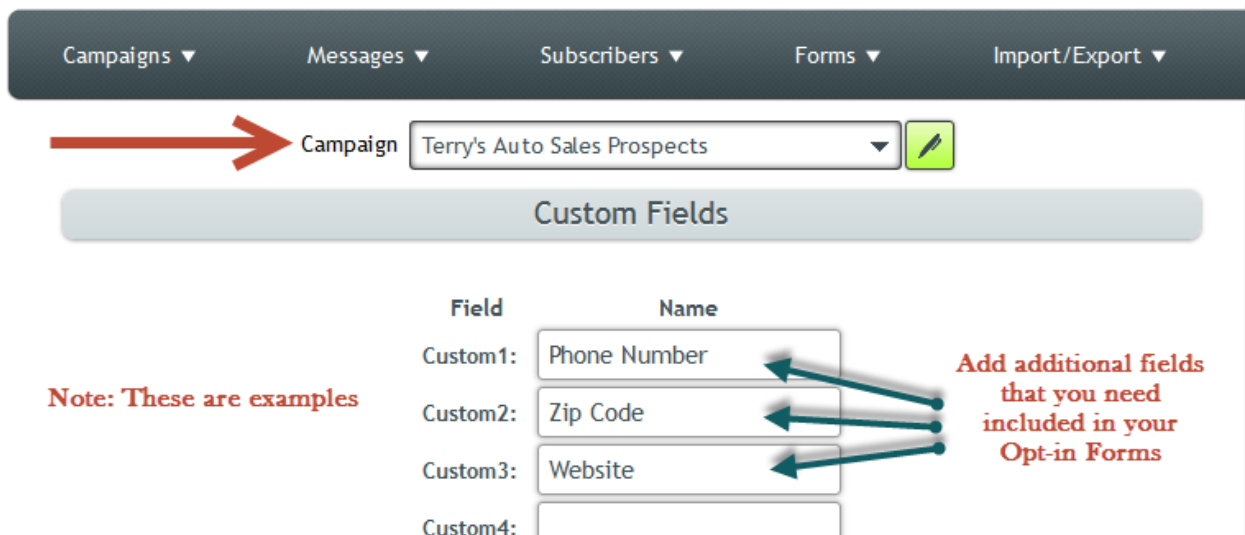 Campaigns ▼ Messages ▼ Subscribers ▼ Forms ▼ Import/Export ▼
Campaign Terry's Auto Sales Prospects
Custom Fields
Field Name
Custom1: Phone Number
Custom2: Zip Code
Custom3: Website
Custom4:
Note: These are examples
Add additional fields
that you need
included in your
Opt-in Forms